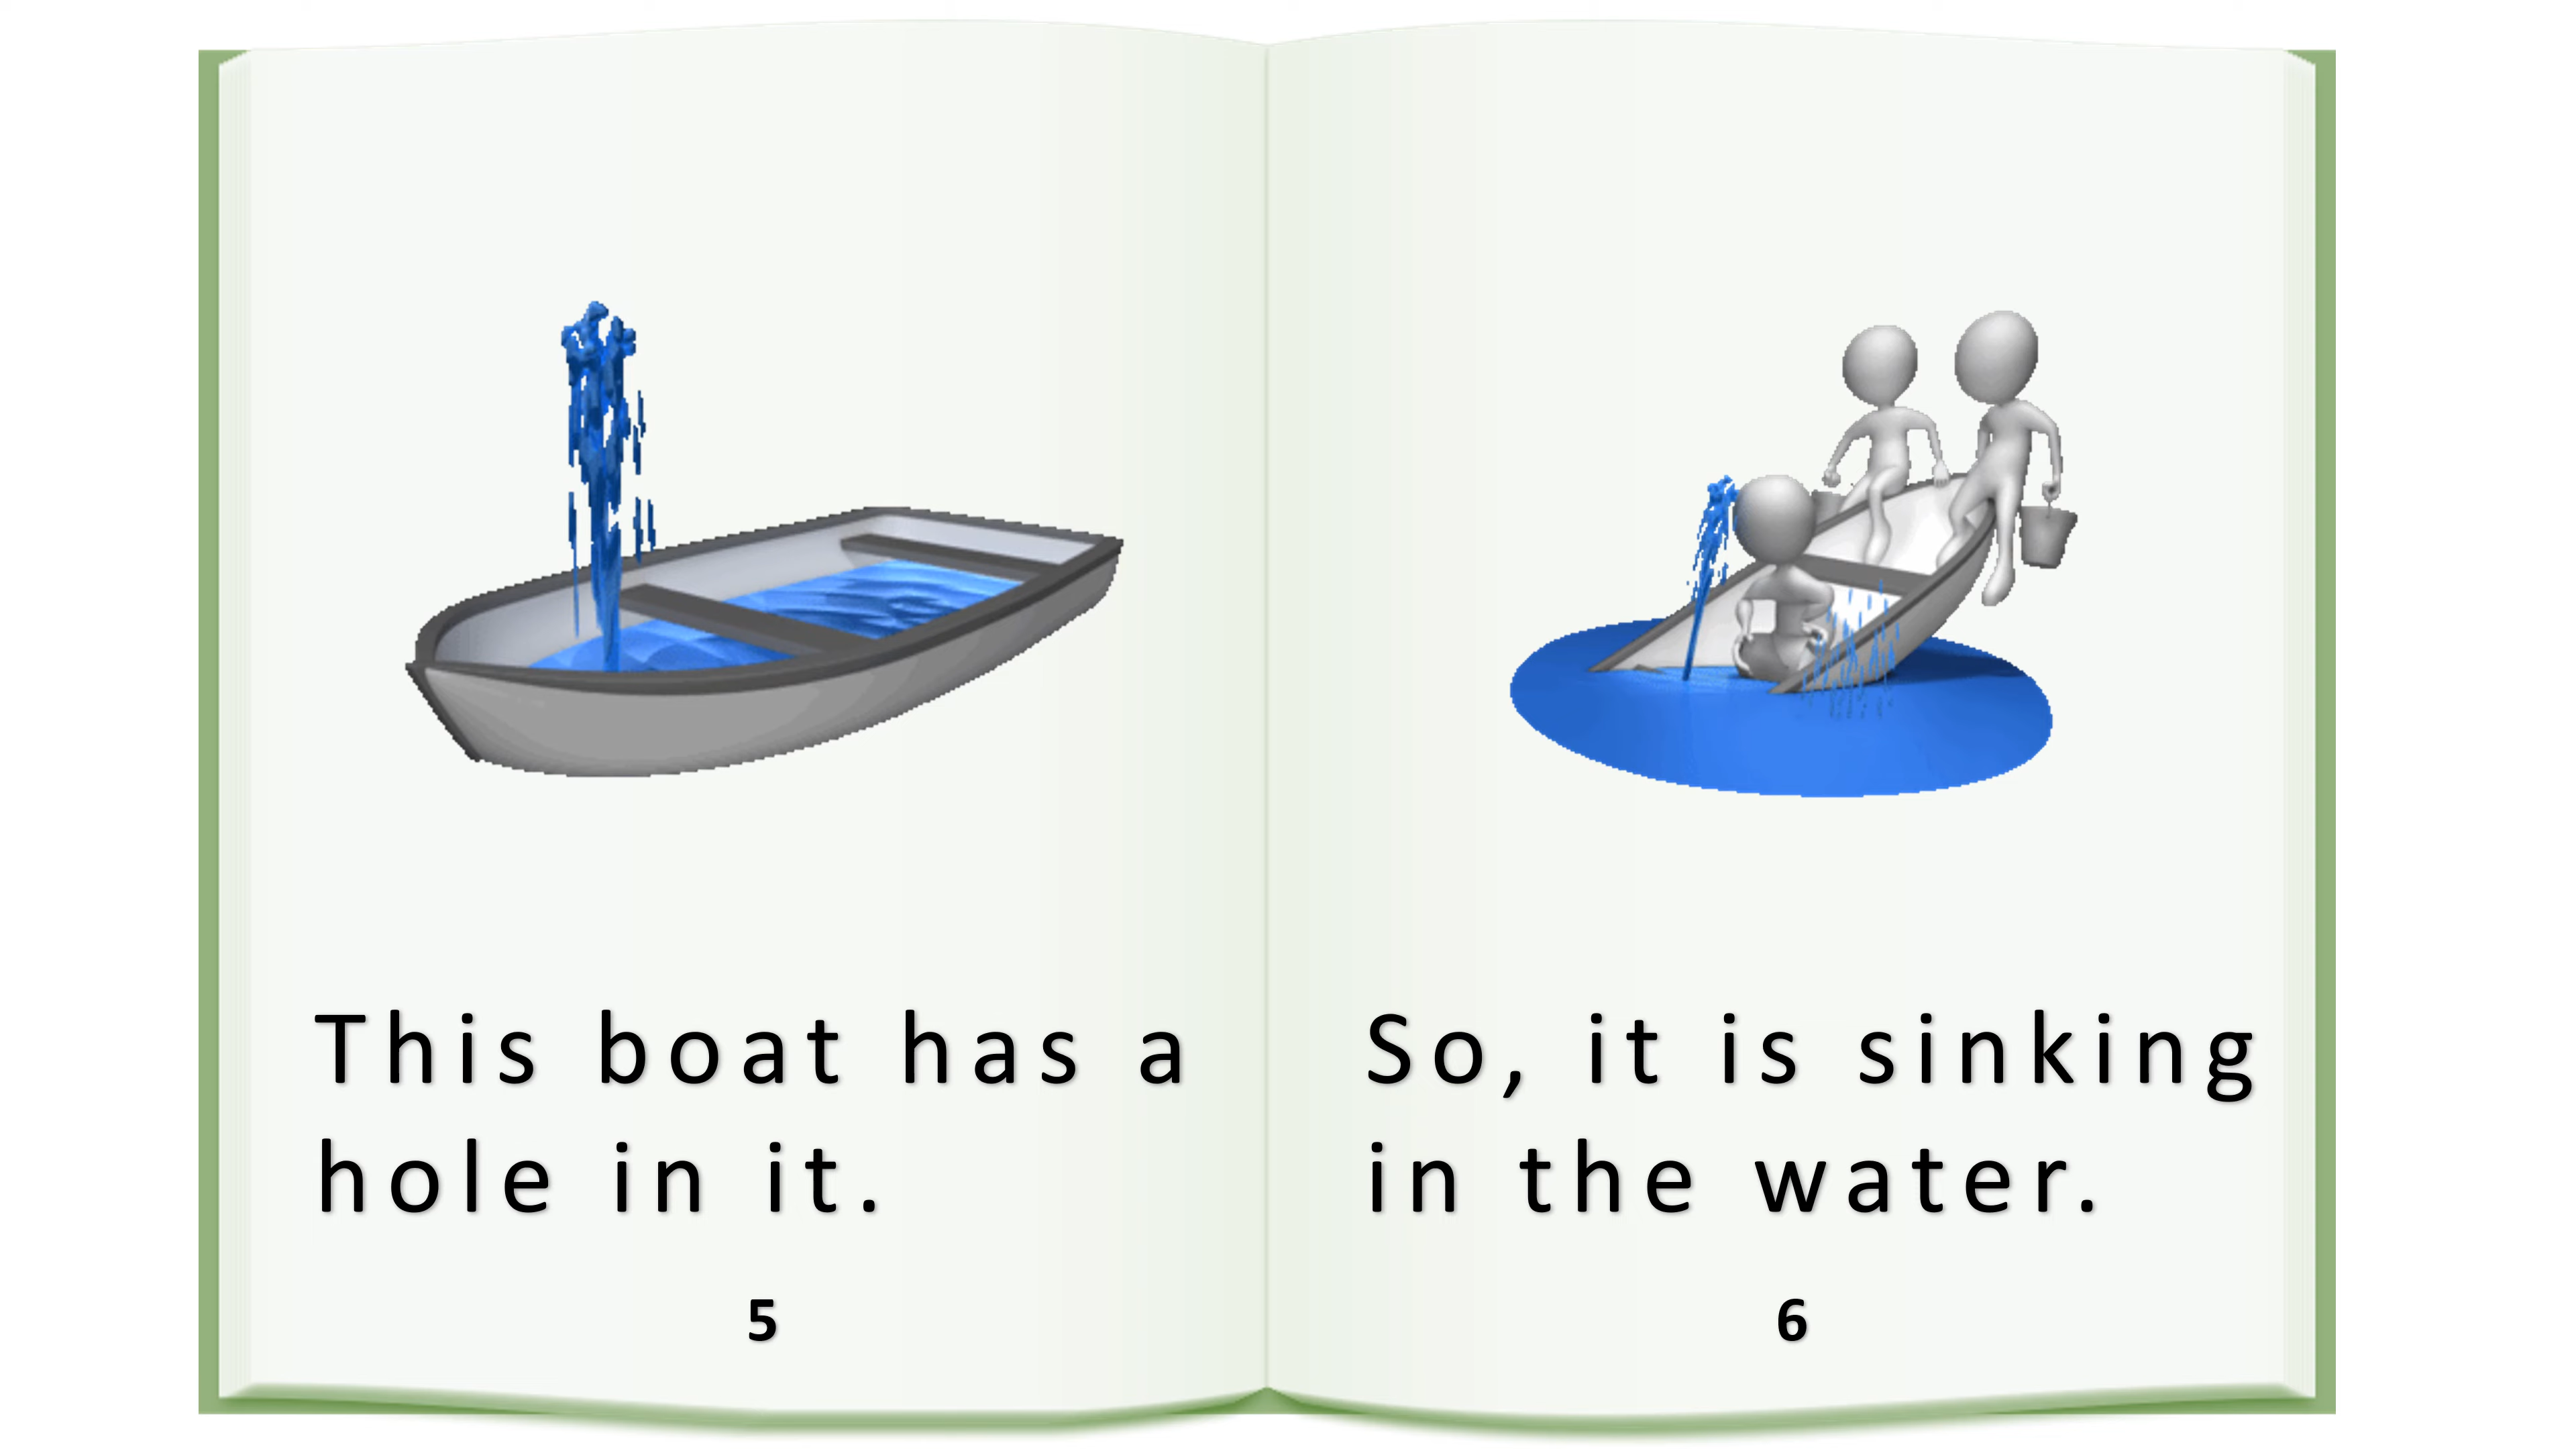 This boat has a
hole in it.
5
So, it is sinking
in the water.
6